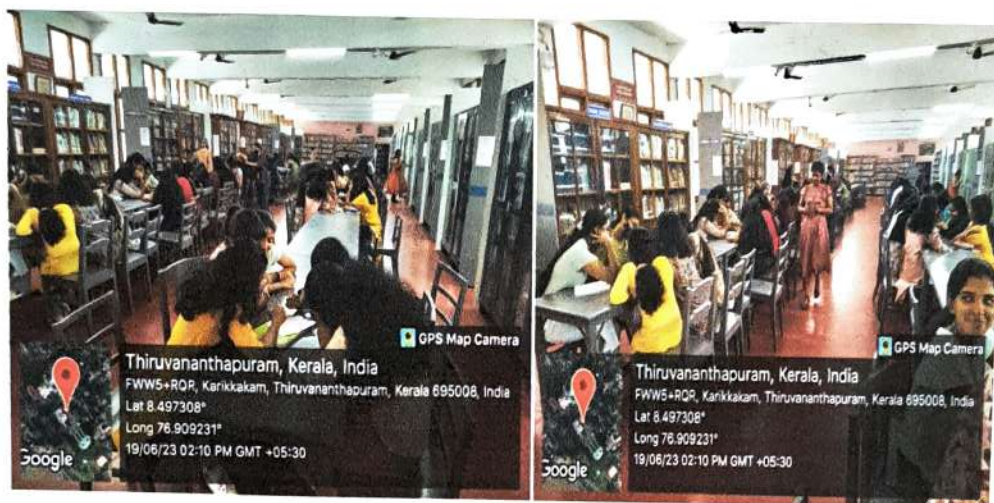 GPS Map Camera
Thiruvananthapuram, Kerala, India
FWW5+RQR, Karikkakam, Thiruvananthapuram, Kerala 695008, India
Lat 8.497308°
Long 76.909231°
19/06/23 02:10 PM GMT +05:30
Google
GPS Map Camera
Thiruvananthapuram, Kerala, India
FWW5+RQR, Karikkakam, Thiruvananthapuram, Kerala 695008, India
Lat 8.497308°
Long 76.909231°
19/06/23 02:10 PM GMT +05:30
Google